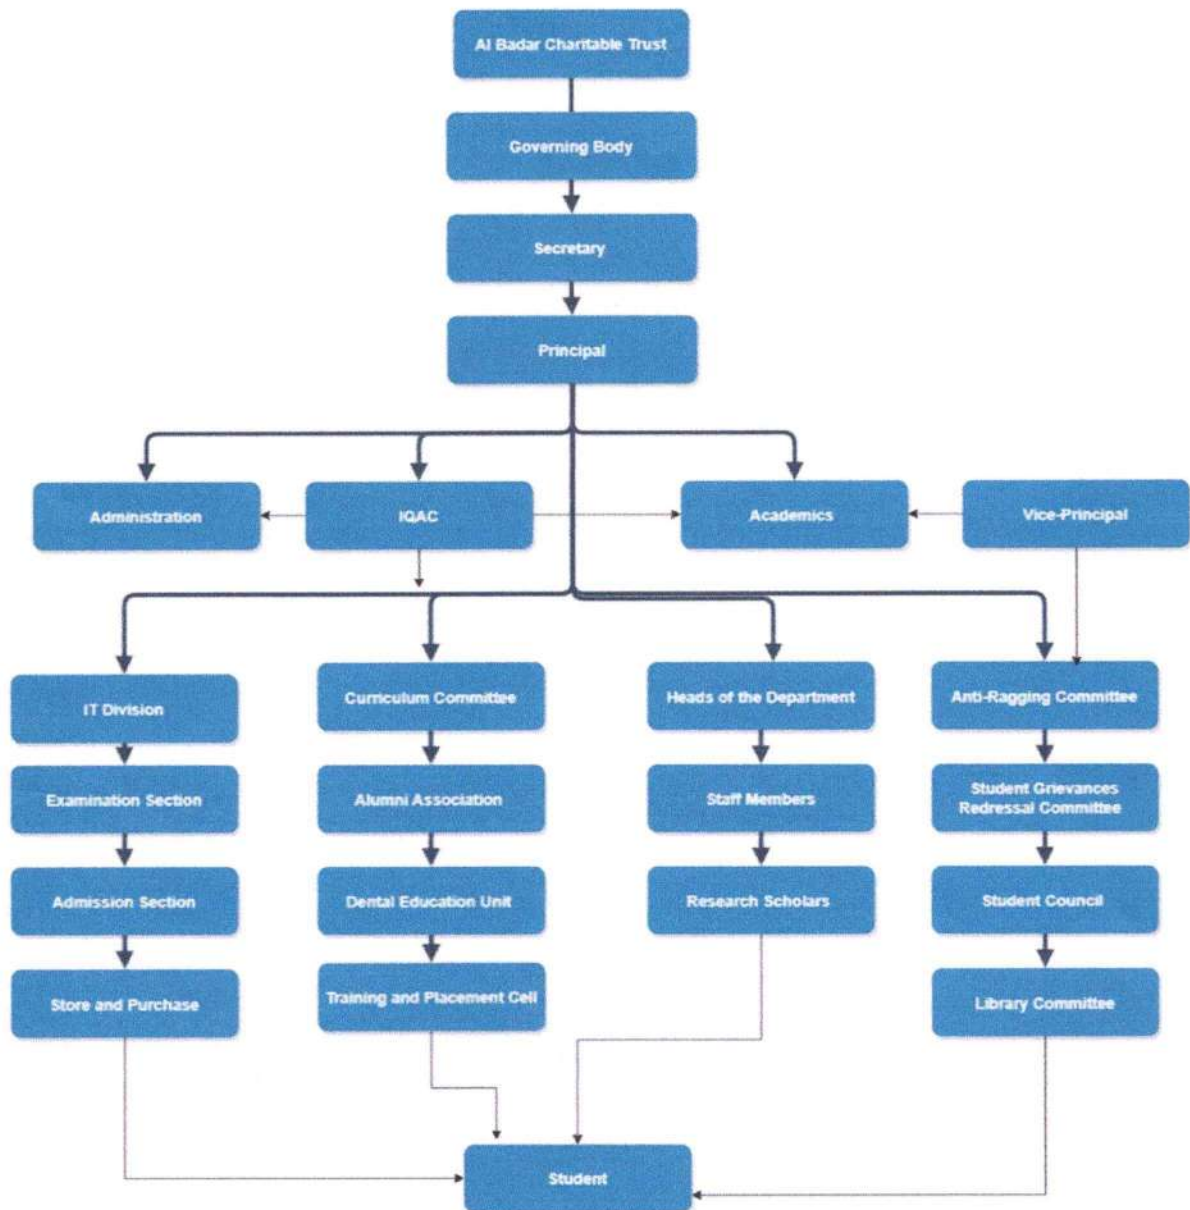 Al Badar Charitable Trust
Governing Body
Secretary
Principal
Administration
IQAC
Academics
Vice-Principal
IT Division
Curriculum Committee
Heads of the Department
Anti-Ragging Committee
Examination Section
Alumni Association
Staff Members
Student Grievances
Redressal Committee
Admission Section
Dental Education Unit
Research Scholars
Student Council
Store and Purchase
Training and Placement Cell
Library Committee
Student